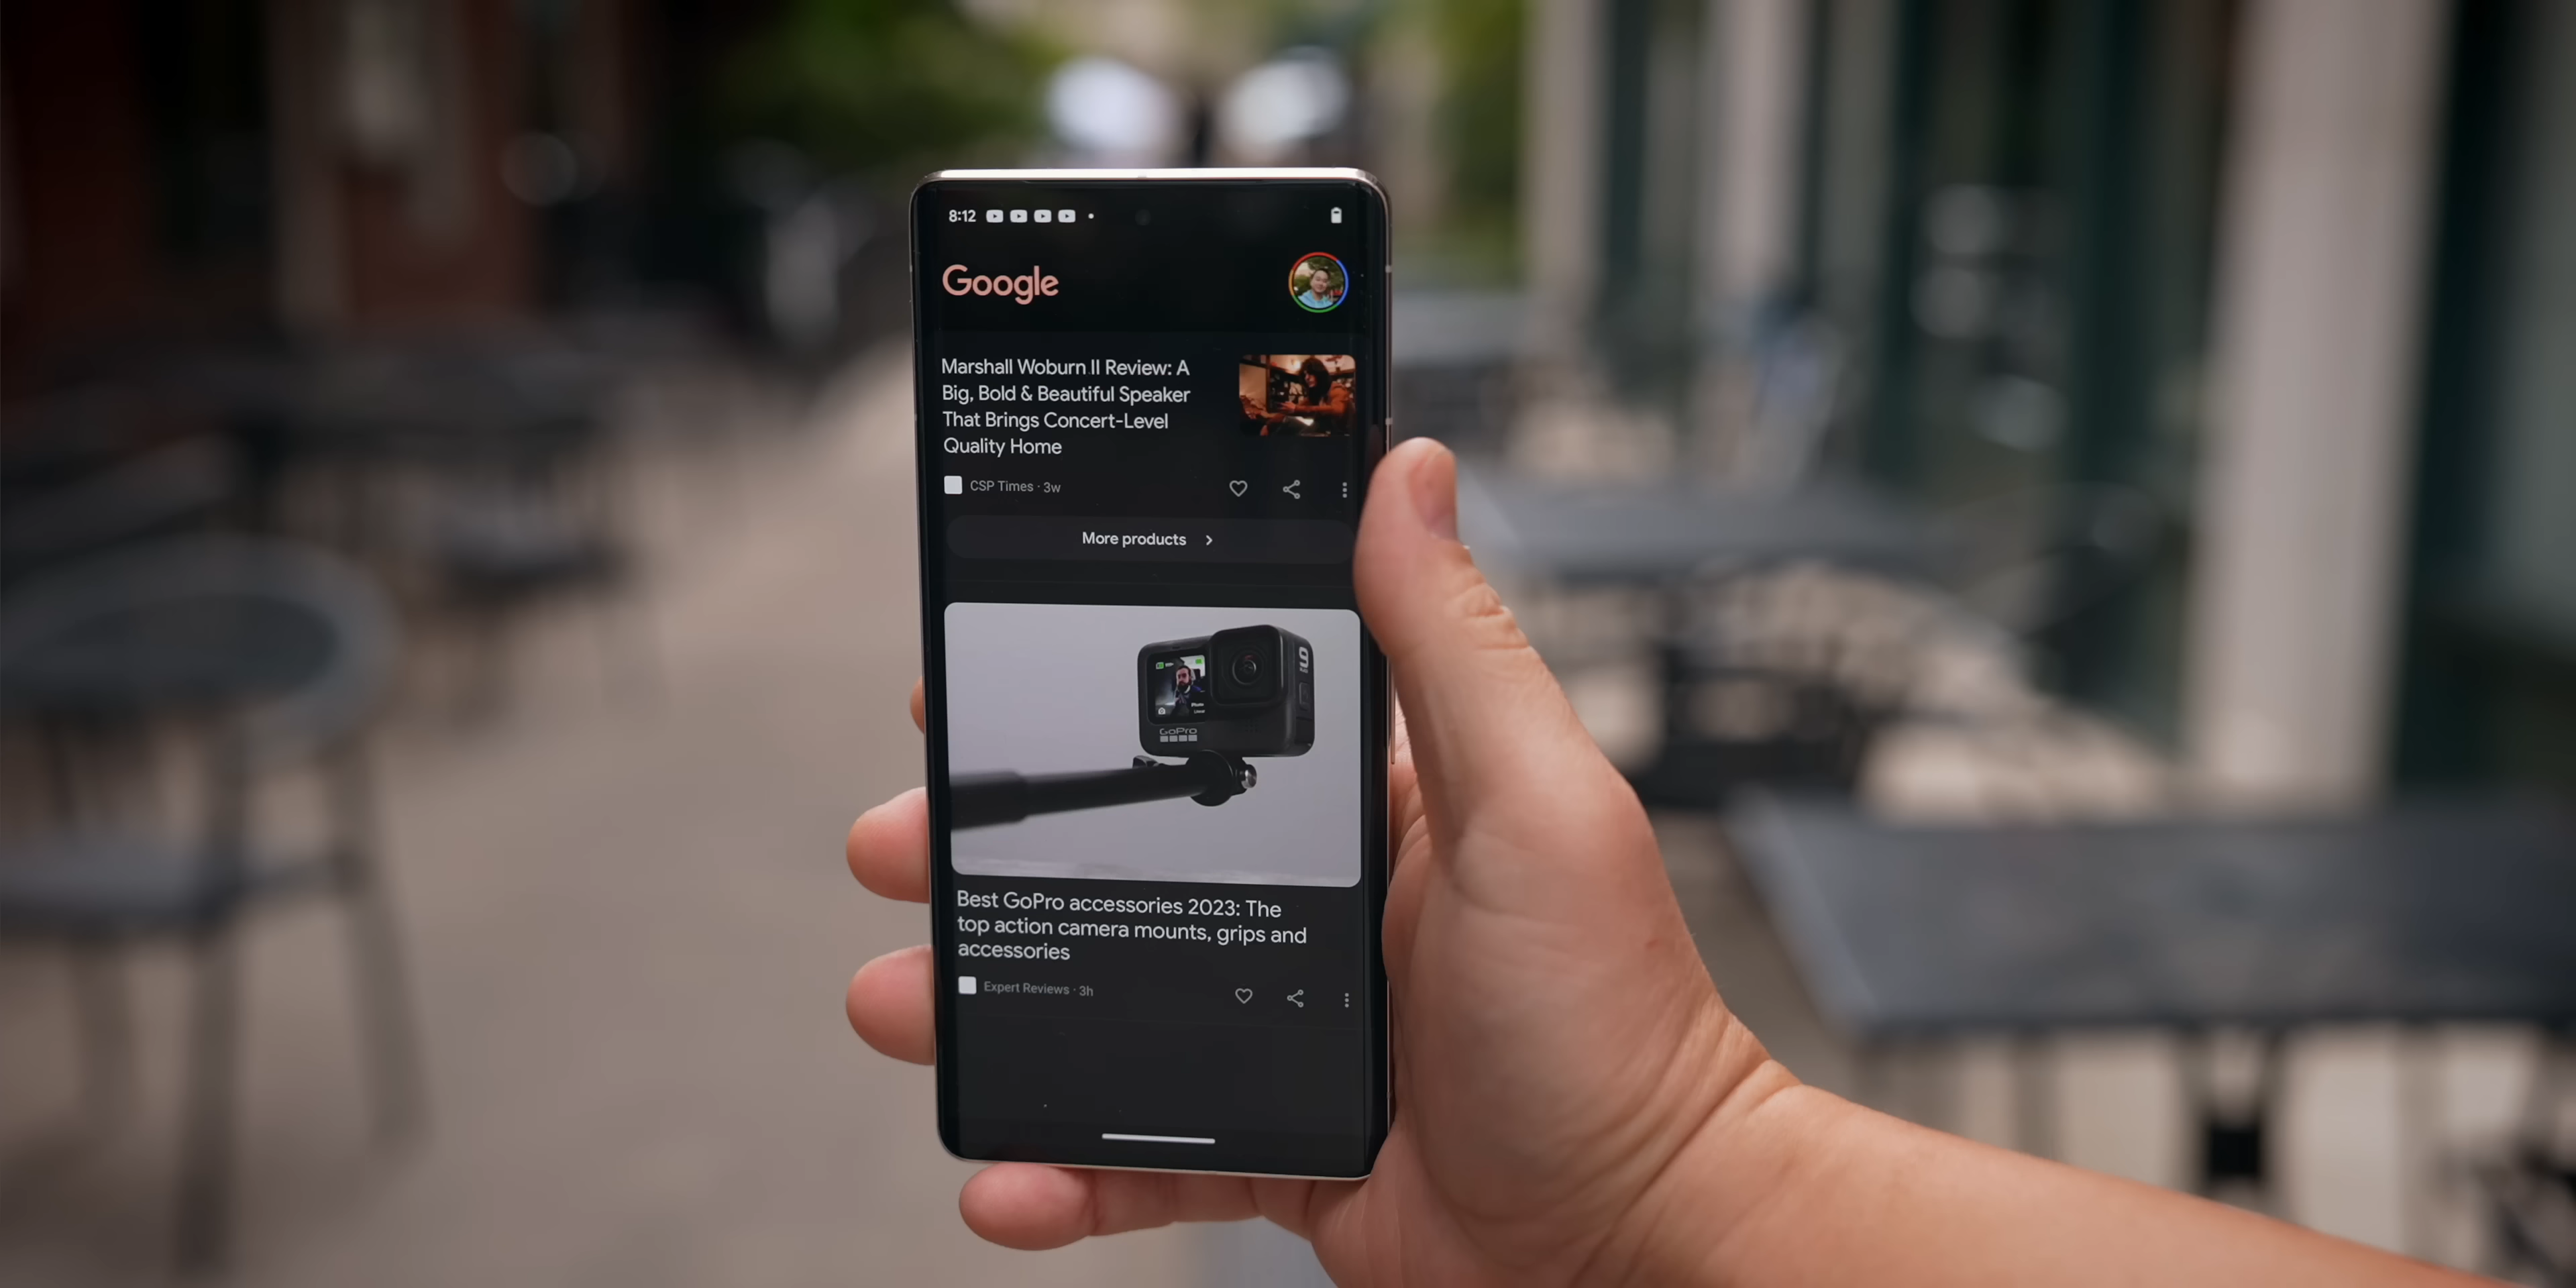 8:12
Google
Marshall Woburn II Review: A
Big, Bold & Beautiful Speaker
That Brings Concert-Level
Quality Home
CSP Times · 3w
More products
GoPro
Best GoPro accessories 2023: The
top action camera mounts, grips and
accessories
Expert Reviews · 3h